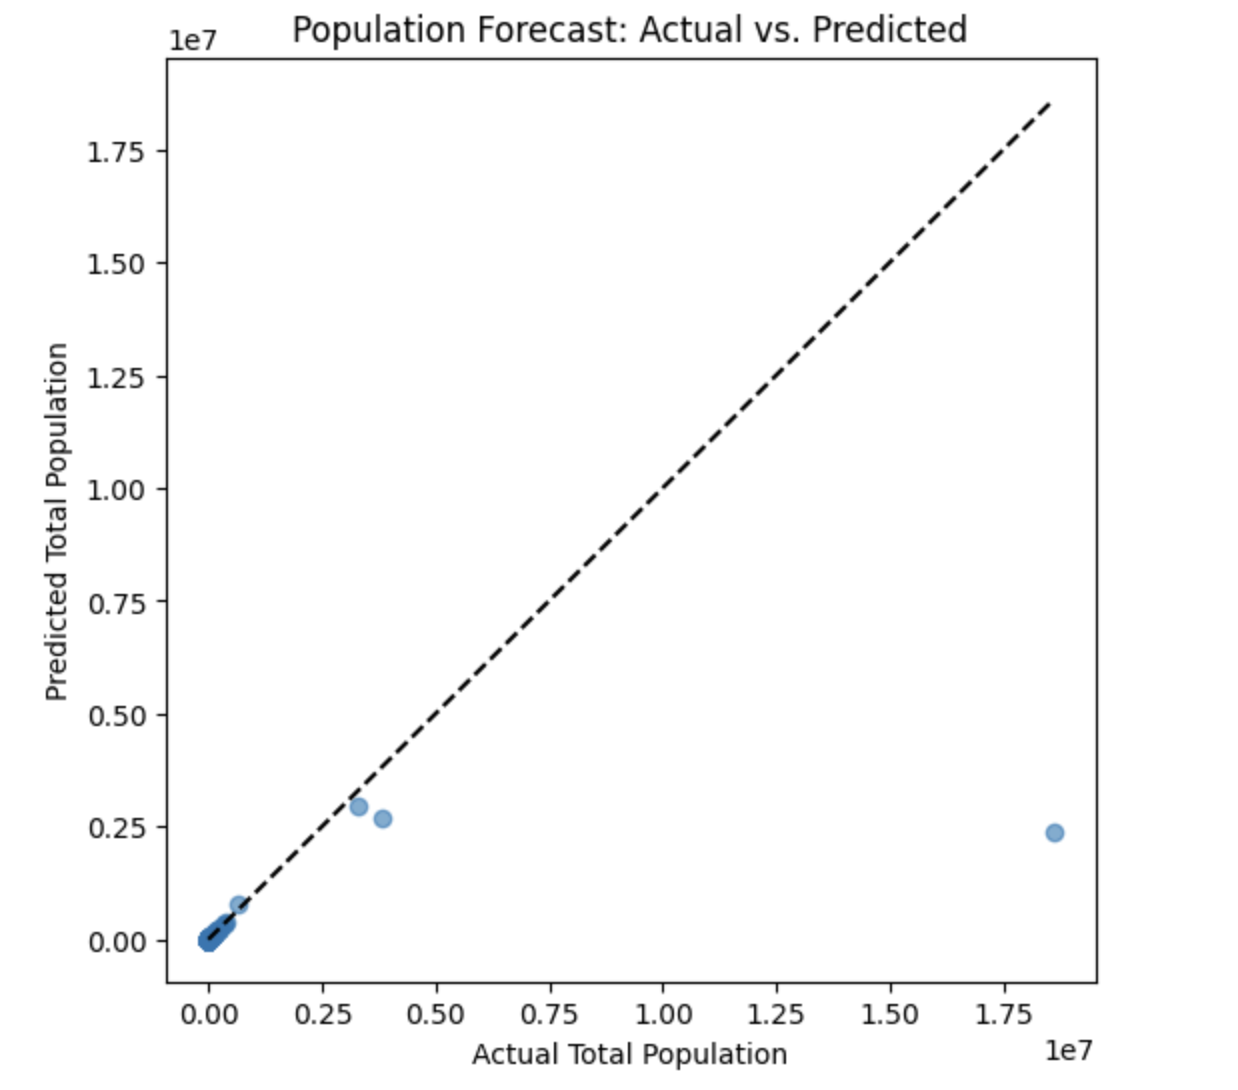 Population Forecast: Actual vs. Predicted
1e7
1.75
1.50
1.25
1.00
0.75
0.50
0.25
0.00
Predicted Total Population
0.00 0.25 0.50 0.75 1.00 1.25 1.50 1.75
1e7
Actual Total Population